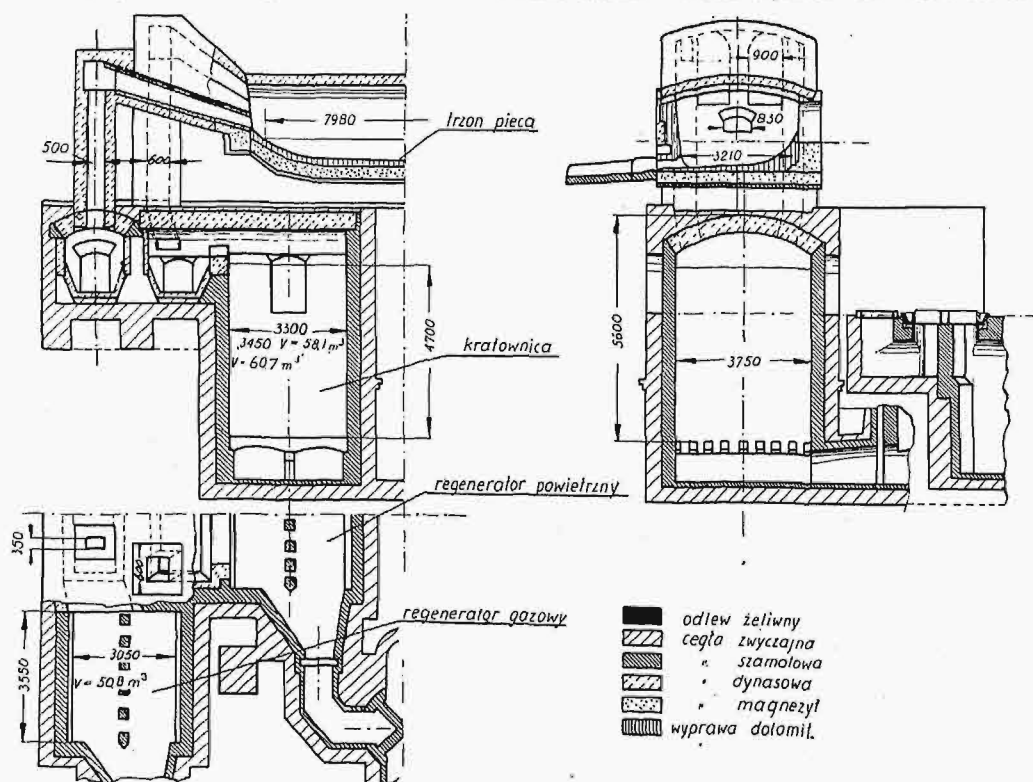 900
7980
830
trzon pieca
500
600
3210
3300
3450 V = 58,1 m³
V = 60,7 m³
4700
kratownica
5600
3750
regenerator powietrzny
350
regenerator gazowy
3550
3050
V = 50,8 m³
odlew żeliwny
cegła zwyczajna
" szamotowa
" dynasowa
" magnezyt
wyprawa dolomit.